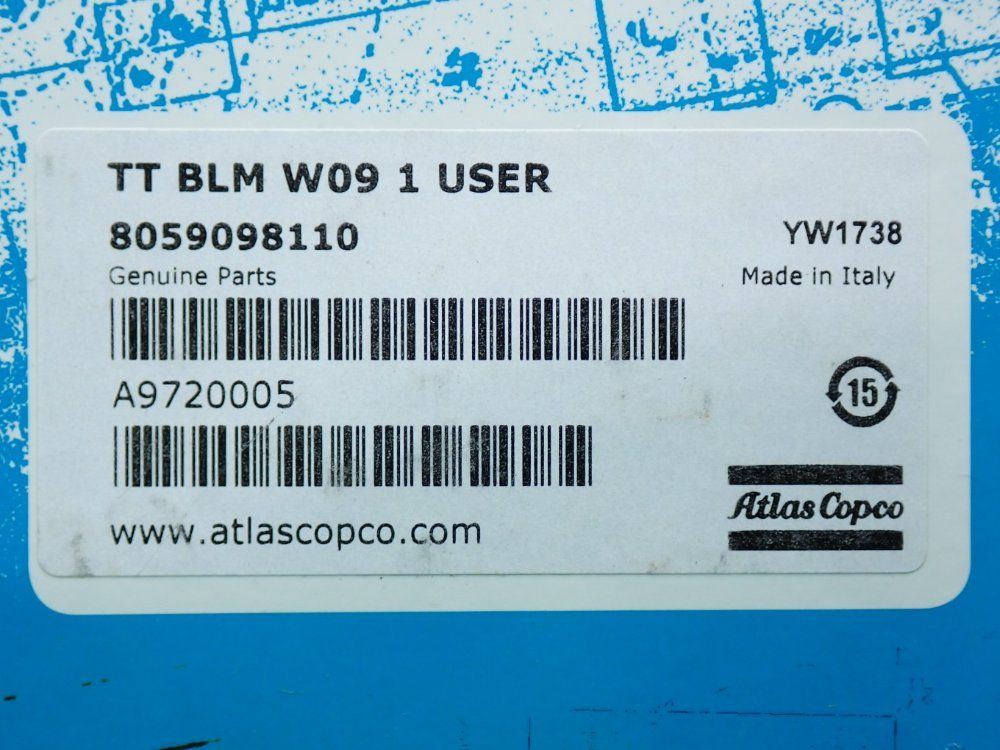 TT BLM W09 1 USER
8059098110
YW1738
Genuine Parts
Made in Italy
A9720005
15
Atlas Copco
www.atlascopco.com